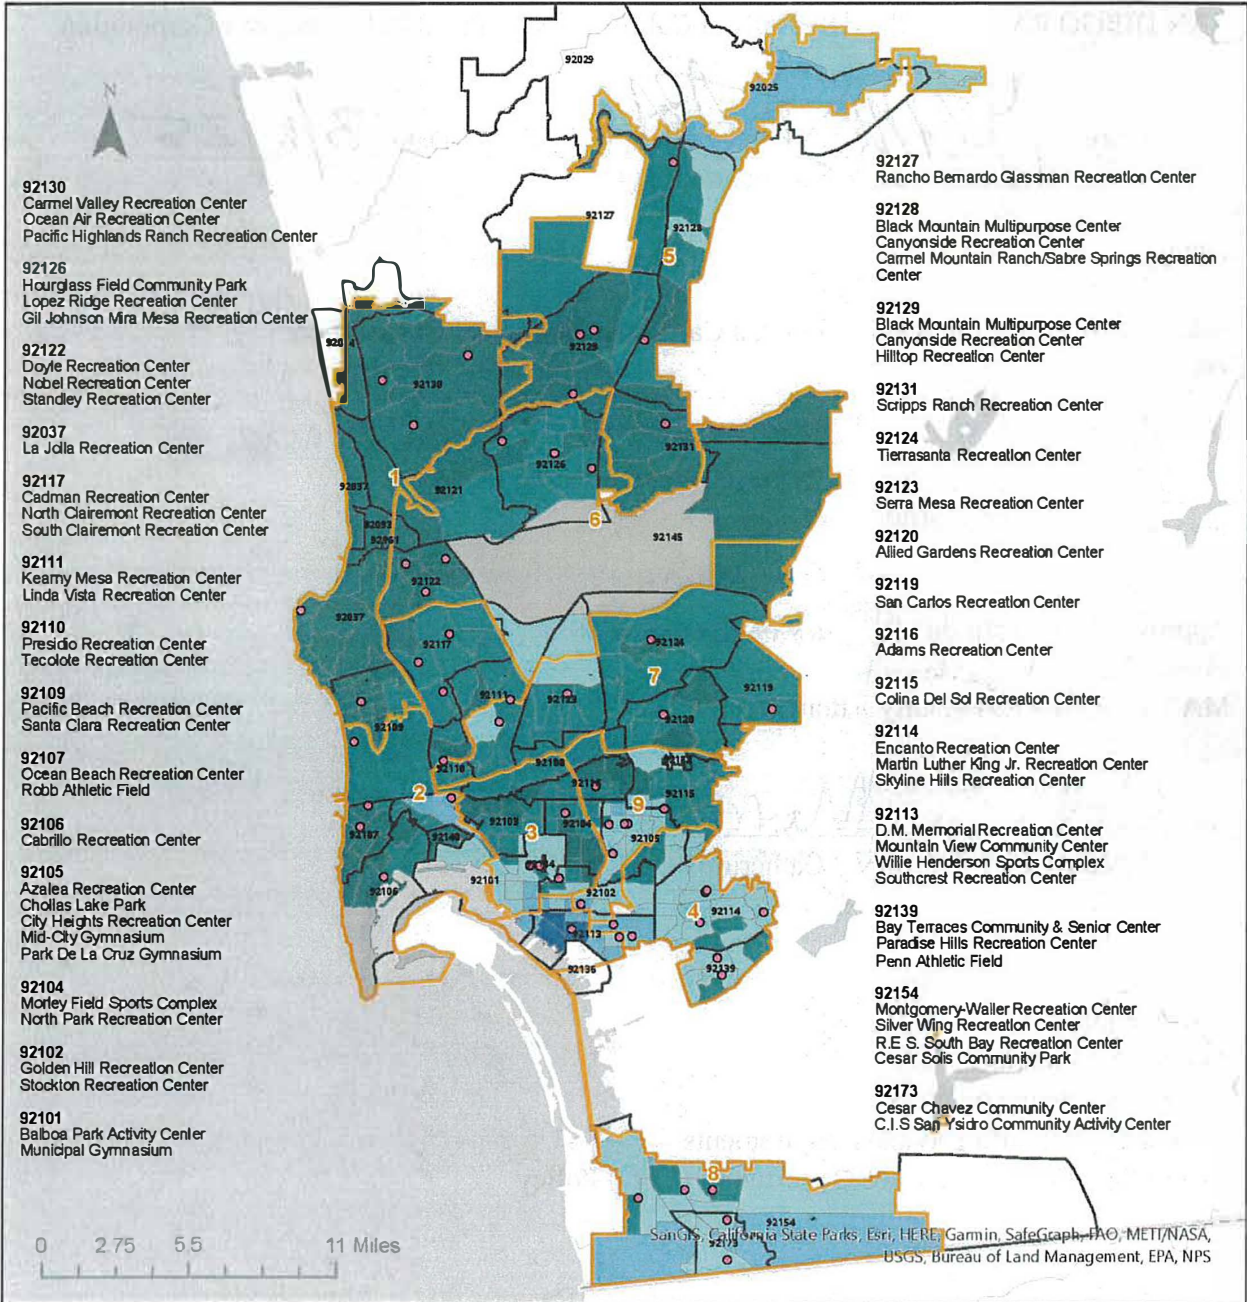 N
92130
Carmel Valley Recreation Center
Ocean Air Recreation Center
Pacific Highlands Ranch Recreation Center
92126
Hourglass Field Community Park
Lopez Ridge Recreation Center
Gil Johnson Mira Mesa Recreation Center
92122
Doyle Recreation Center
Nobel Recreation Center
Standley Recreation Center
92037
La Jolla Recreation Center
92117
Cadman Recreation Center
North Clairemont Recreation Center
South Clairemont Recreation Center
92111
Kearny Mesa Recreation Center
Linda Vista Recreation Center
92110
Presidio Recreation Center
Tecolote Recreation Center
92109
Pacific Beach Recreation Center
Santa Clara Recreation Center
92107
Ocean Beach Recreation Center
Robb Athletic Field
92106
Cabrillo Recreation Center
92105
Azalea Recreation Center
Chollas Lake Park
City Heights Recreation Center
Mid-City Gymnasium
Park De La Cruz Gymnasium
92104
Morley Field Sports Complex
North Park Recreation Center
92102
Golden Hill Recreation Center
Stockton Recreation Center
92101
Balboa Park Activity Center
Municipal Gymnasium
0 2.75 5.5 11 Miles
92029
92025
92127
92128
5
92129
92130
92131
92126
1
92037
92121
6
92145
92093
92122
92037
92117
92124
7
92111
92123
92119
92120
92109
92110
92108
92116
92115
2
9
92103
92104
92105
3
92107
92140
92101
92102
92106
4
92114
92113
92139
92136
8
92154
92173
92127
Rancho Bernardo Glassman Recreation Center
92128
Black Mountain Multipurpose Center
Canyonside Recreation Center
Carmel Mountain Ranch/Sabre Springs Recreation
Center
92129
Black Mountain Multipurpose Center
Canyonside Recreation Center
Hilltop Recreation Center
92131
Scripps Ranch Recreation Center
92124
Tierrasanta Recreation Center
92123
Serra Mesa Recreation Center
92120
Allied Gardens Recreation Center
92119
San Carlos Recreation Center
92116
Adams Recreation Center
92115
Colina Del Sol Recreation Center
92114
Encanto Recreation Center
Martin Luther King Jr. Recreation Center
Skyline Hills Recreation Center
92113
D.M. Memorial Recreation Center
Mountain View Community Center
Willie Henderson Sports Complex
Southcrest Recreation Center
92139
Bay Terraces Community & Senior Center
Paradise Hills Recreation Center
Penn Athletic Field
92154
Montgomery-Waller Recreation Center
Silver Wing Recreation Center
R.E S. South Bay Recreation Center
Cesar Solis Community Park
92173
Cesar Chavez Community Center
C.I.S San Ysidro Community Activity Center
SanGIS, California State Parks, Esri, HERE, Garmin, SafeGraph, FAO, METI/NASA,
USGS, Bureau of Land Management, EPA, NPS